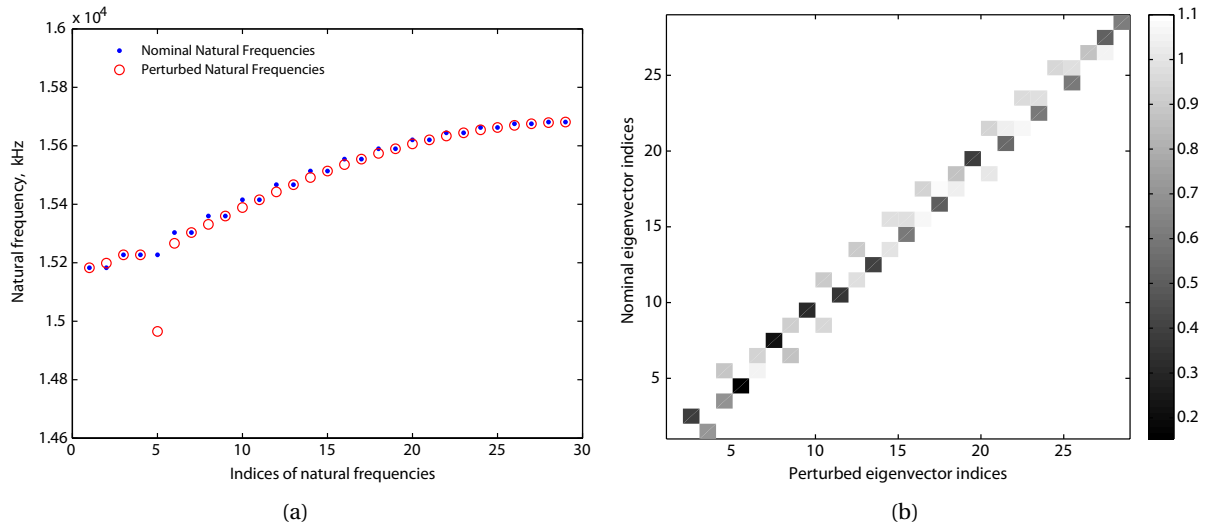 x 10⁴
1.6
1.58
1.56
1.54
1.52
1.5
1.48
1.46
Natural frequency, kHz
Nominal Natural Frequencies
Perturbed Natural Frequencies
0 5 10 15 20 25 30
Indices of natural frequencies
(a)
25
20
15
10
5
Nominal eigenvector indices
5 10 15 20 25
Perturbed eigenvector indices
1.1
1
0.9
0.8
0.7
0.6
0.5
0.4
0.3
0.2
(b)